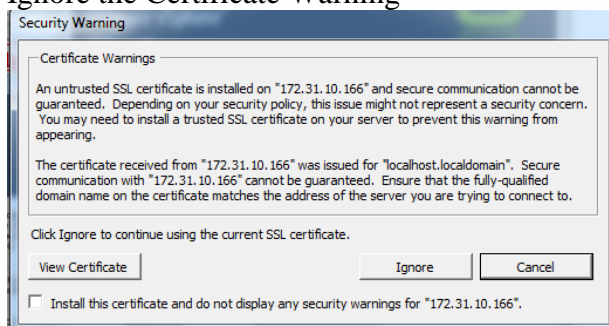 Ignore the Certificate Warning
Security Warning
Certificate Warnings
An untrusted SSL certificate is installed on "172.31.10.166" and secure communication cannot be
guaranteed. Depending on your security policy, this issue might not represent a security concern.
You may need to install a trusted SSL certificate on your server to prevent this warning from
appearing.
The certificate received from "172.31.10.166" was issued for "localhost.localdomain". Secure
communication with "172.31.10.166" cannot be guaranteed. Ensure that the fully-qualified
domain name on the certificate matches the address of the server you are trying to connect to.
Click Ignore to continue using the current SSL certificate.
View Certificate Ignore Cancel
Install this certificate and do not display any security warnings for "172.31.10.166".